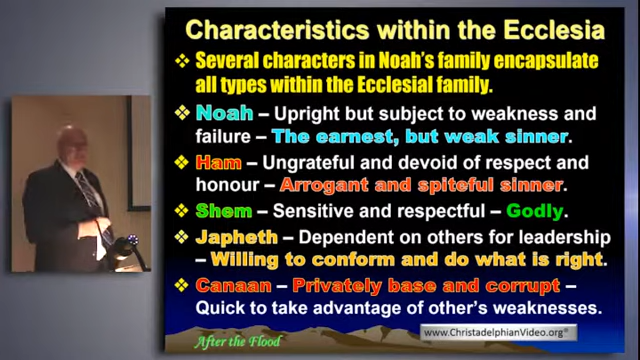 Characteristics within the Ecclesia
❖ Several characters in Noah's family encapsulate
all types within the Ecclesial family.
❖ Noah – Upright but subject to weakness and
failure – The earnest, but weak sinner.
❖ Ham – Ungrateful and devoid of respect and
honour – Arrogant and spiteful sinner.
❖ Shem – Sensitive and respectful – Godly.
❖ Japheth – Dependent on others for leadership
– Willing to conform and do what is right.
❖ Canaan – Privately base and corrupt –
Quick to take advantage of other's weaknesses.
After the Flood
www.ChristadelphianVideo.org®